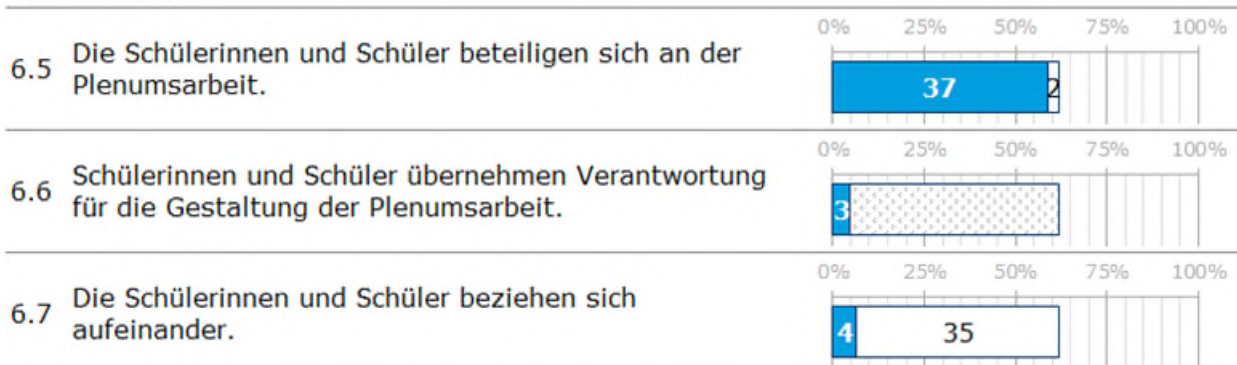 0% 25% 50% 75% 100%
6.5 Die Schülerinnen und Schüler beteiligen sich an der
Plenumsarbeit.
37 2
0% 25% 50% 75% 100%
6.6 Schülerinnen und Schüler übernehmen Verantwortung
für die Gestaltung der Plenumsarbeit.
3
0% 25% 50% 75% 100%
6.7 Die Schülerinnen und Schüler beziehen sich
aufeinander.
4 35